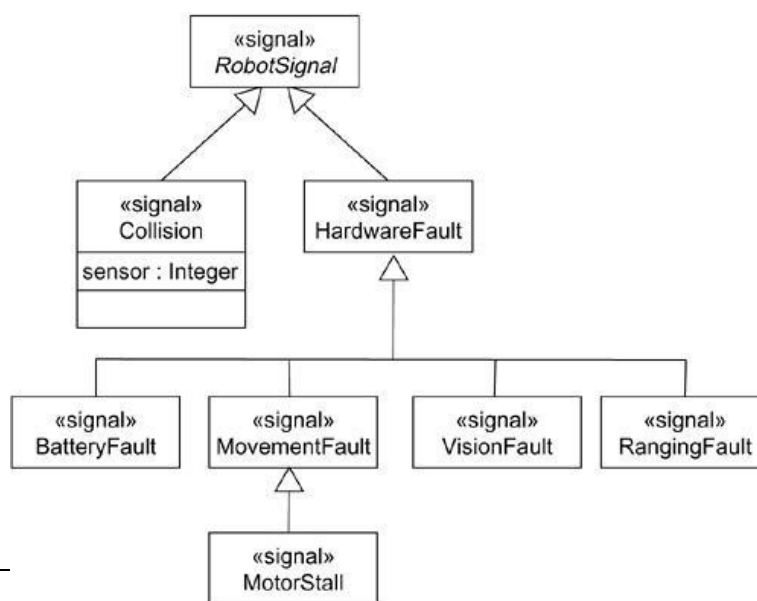 «signal»
RobotSignal
«signal»
Collision
sensor : Integer
«signal»
HardwareFault
«signal»
BatteryFault
«signal»
MovementFault
«signal»
VisionFault
«signal»
RangingFault
«signal»
MotorStall